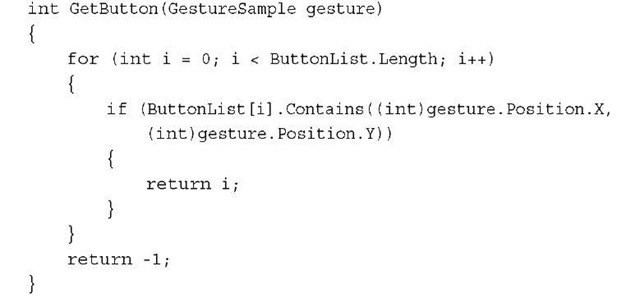 int GetButton(GestureSample gesture)
{
    for (int i = 0; i < ButtonList.Length; i++)
    {
        if (ButtonList[i].Contains((int)gesture.Position.X,
            (int)gesture.Position.Y))
        {
            return i;
        }
    }
    return -1;
}